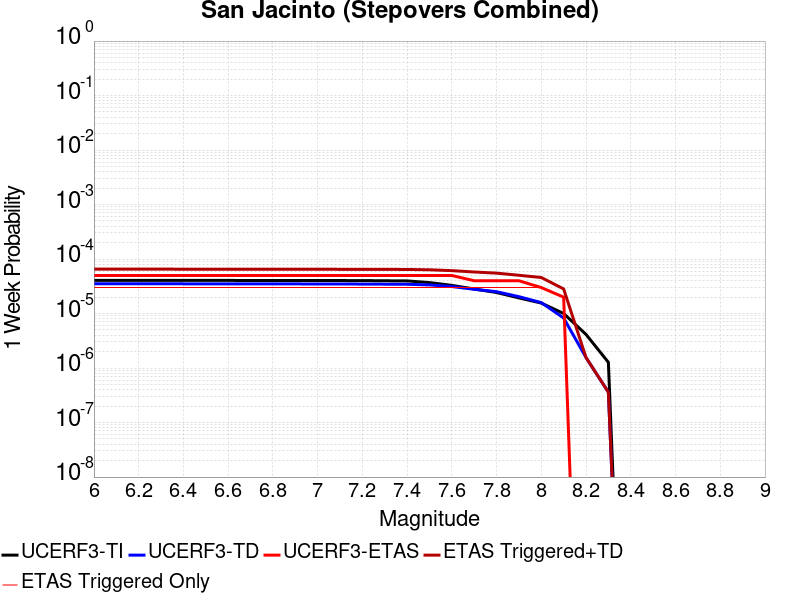 San Jacinto (Stepovers Combined)
10^0
10^-1
10^-2
10^-3
10^-4
10^-5
10^-6
10^-7
10^-8
1 Week Probability
6 6.2 6.4 6.6 6.8 7 7.2 7.4 7.6 7.8 8 8.2 8.4 8.6 8.8 9
Magnitude
UCERF3-TI UCERF3-TD UCERF3-ETAS ETAS Triggered+TD
ETAS Triggered Only